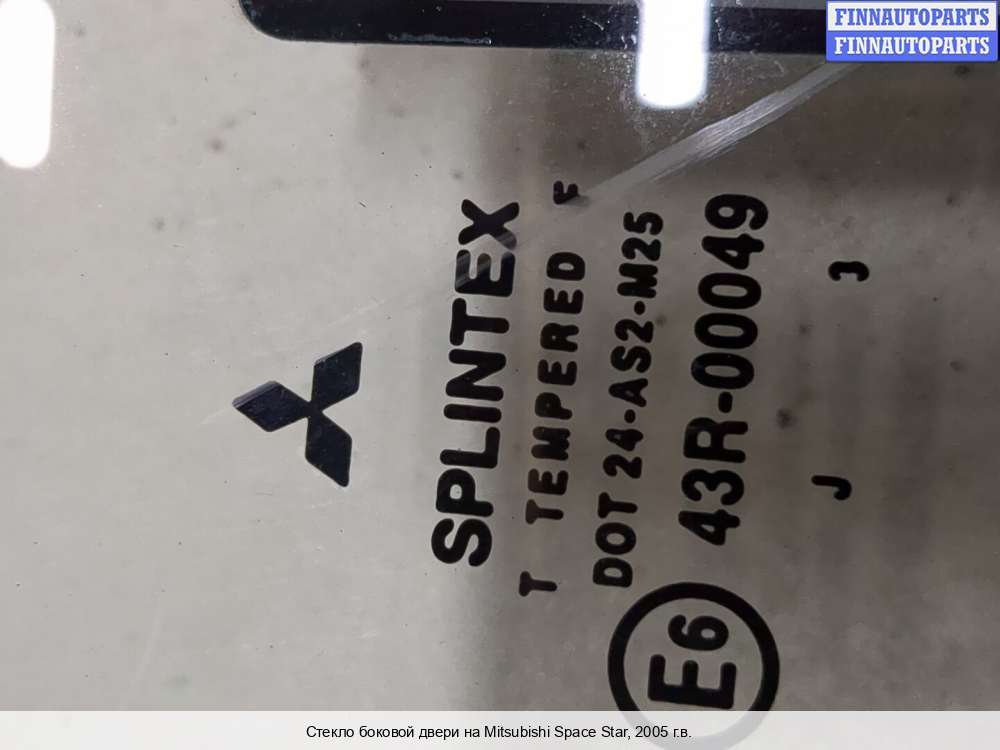 FINNAUTOPARTS
FINNAUTOPARTS
SPLINTEX
T TEMPERED F
DOT 24-AS2-M25
E6 43R-00049
J 3
Стекло боковой двери на Mitsubishi Space Star, 2005 г.в.